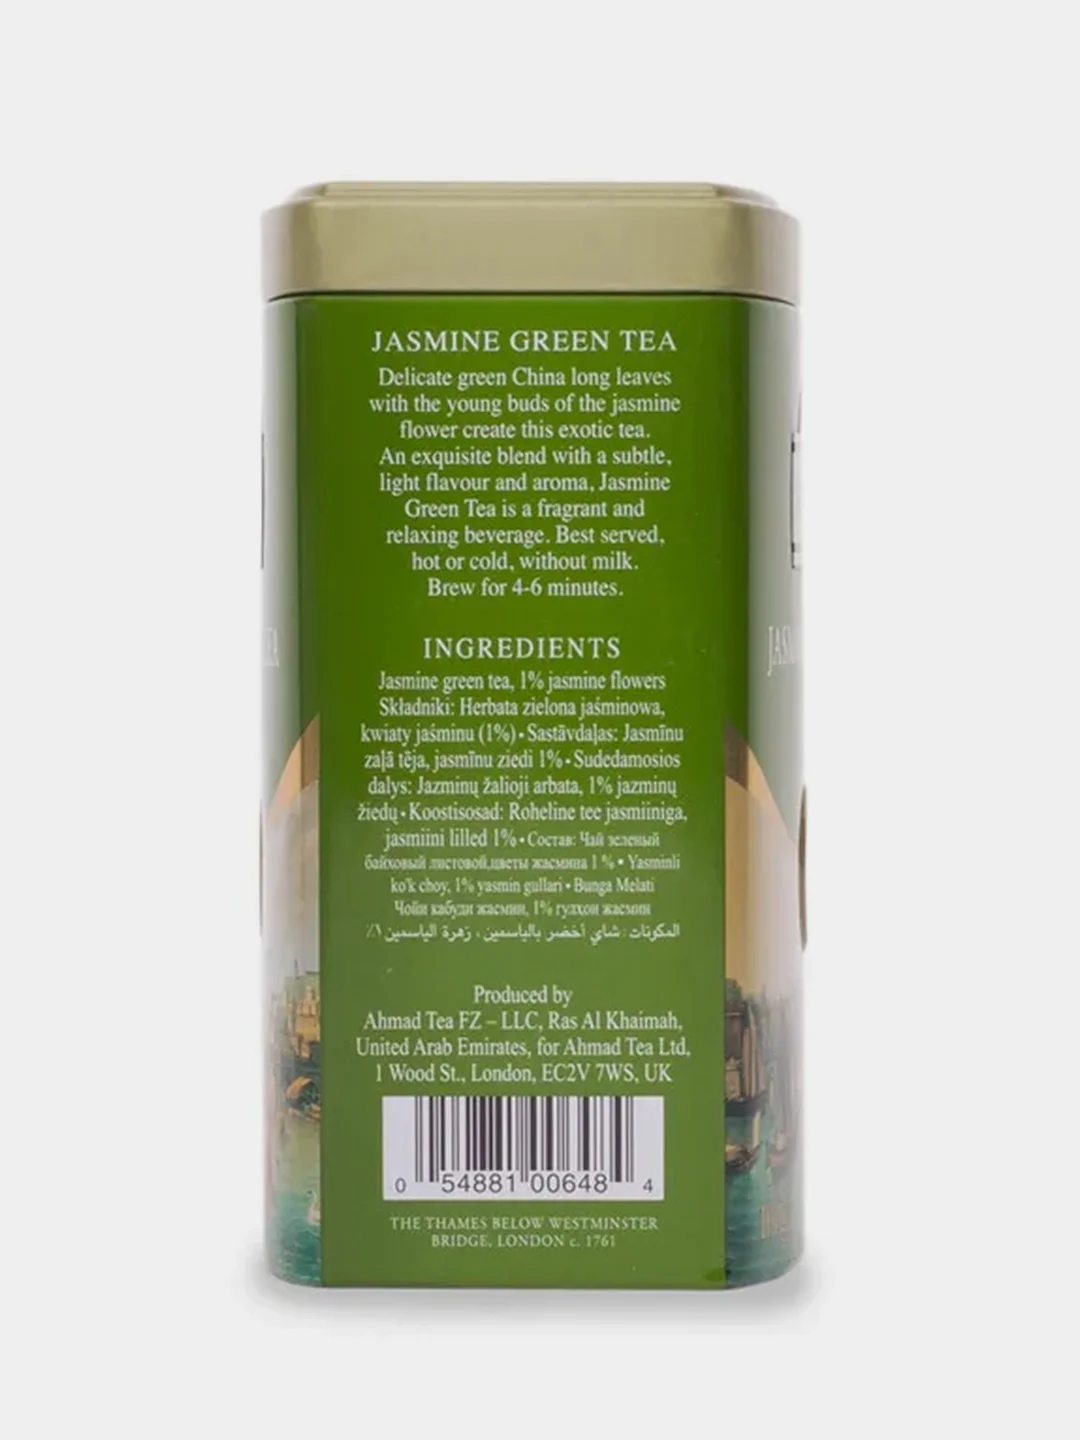 JASMINE GREEN TEA
Delicate green China long leaves
with the young buds of the jasmine
flower create this exotic tea.
An exquisite blend with a subtle,
light flavour and aroma, Jasmine
Green Tea is a fragrant and
relaxing beverage. Best served,
hot or cold, without milk.
Brew for 4-6 minutes.
INGREDIENTS
Jasmine green tea, 1% jasmine flowers
Składniki: Herbata zielona jaśminowa,
kwiaty jaśminu (1%) • Sastāvdaļas: Jasmīnu
zaļā tēja, jasmīnu ziedi 1% • Sudedamosios
dalys: Jazminų žalioji arbata, 1% jazminų
žiedų • Koostisosad: Roheline tee jasmiiniga,
jasmiini lilled 1% • Состав: Чай зеленый
байховый листовой,цветы жасмина 1 % • Yasminli
ko'k choy, 1% yasmin gullari • Bunga Melati
Чойи кабуди жасмин, 1% гулҳои жасмин
المكونات: شاي أخضر بالياسمين ، زهرة الياسمين ١٪
Produced by
Ahmad Tea FZ – LLC, Ras Al Khaimah,
United Arab Emirates, for Ahmad Tea Ltd,
1 Wood St., London, EC2V 7WS, UK
0 54881 00648 4
THE THAMES BELOW WESTMINSTER
BRIDGE, LONDON c. 1761